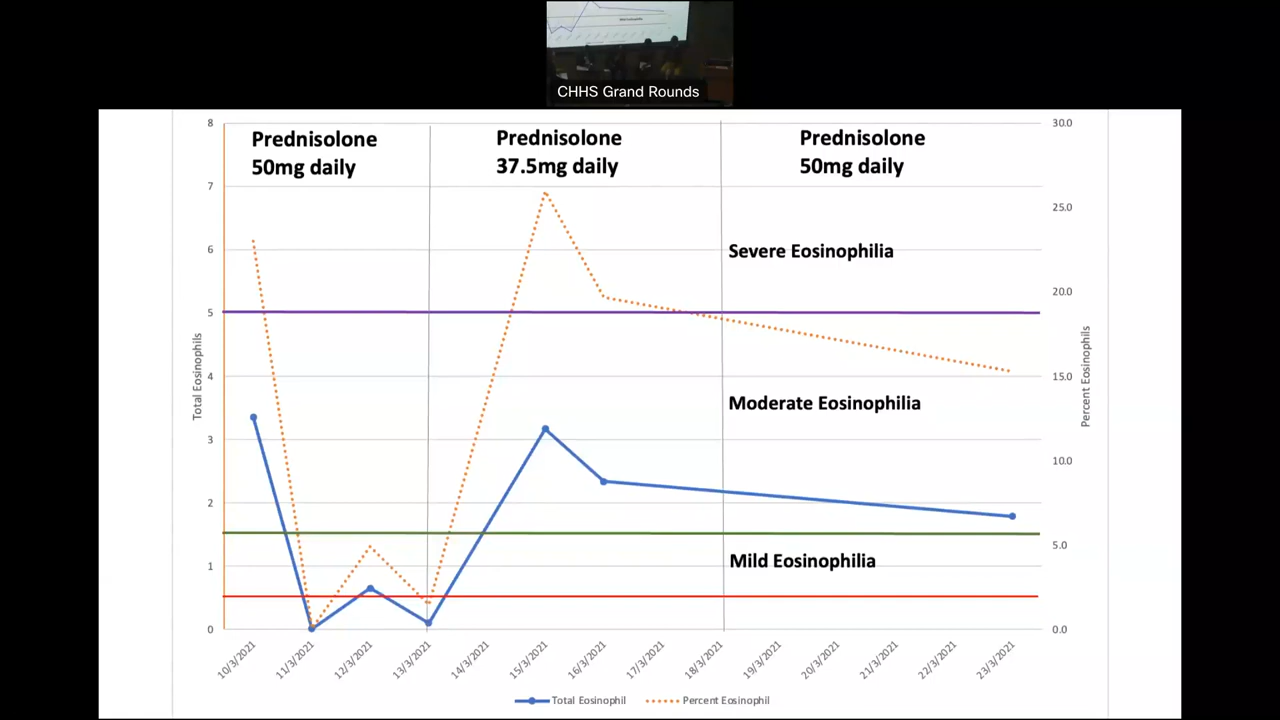 CHHS Grand Rounds
Prednisolone
50mg daily
Prednisolone
37.5mg daily
Prednisolone
50mg daily
Severe Eosinophilia
Moderate Eosinophilia
Mild Eosinophilia
Total Eosinophils
8
7
6
5
4
3
2
1
0
30.0
25.0
20.0
15.0
10.0
5.0
0.0
Percent Eosinophils
10/3/2021
11/3/2021
12/3/2021
13/3/2021
14/3/2021
15/3/2021
16/3/2021
17/3/2021
18/3/2021
19/3/2021
20/3/2021
21/3/2021
22/3/2021
23/3/2021
Total Eosinophil
Percent Eosinophil